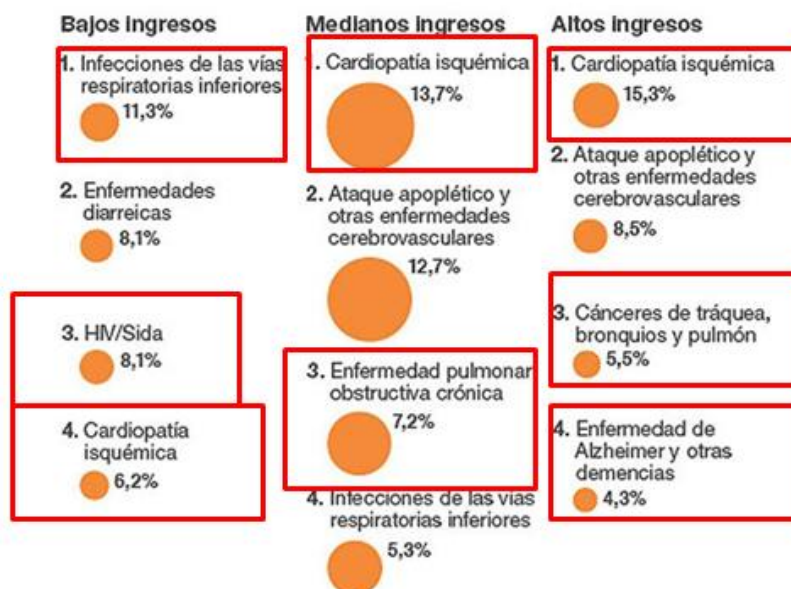 Bajos ingresos
1. Infecciones de las vías
respiratorias inferiores
11,3%
2. Enfermedades
diarreicas
8,1%
3. HIV/Sida
8,1%
4. Cardiopatía
isquémica
6,2%
Medianos ingresos
1. Cardiopatía isquémica
13,7%
2. Ataque apoplético y
otras enfermedades
cerebrovasculares
12,7%
3. Enfermedad pulmonar
obstructiva crónica
7,2%
4. Infecciones de las vías
respiratorias inferiores
5,3%
Altos ingresos
1. Cardiopatía isquémica
15,3%
2. Ataque apoplético y
otras enfermedades
cerebrovasculares
8,5%
3. Cánceres de tráquea,
bronquios y pulmón
5,5%
4. Enfermedad de
Alzheimer y otras
demencias
4,3%